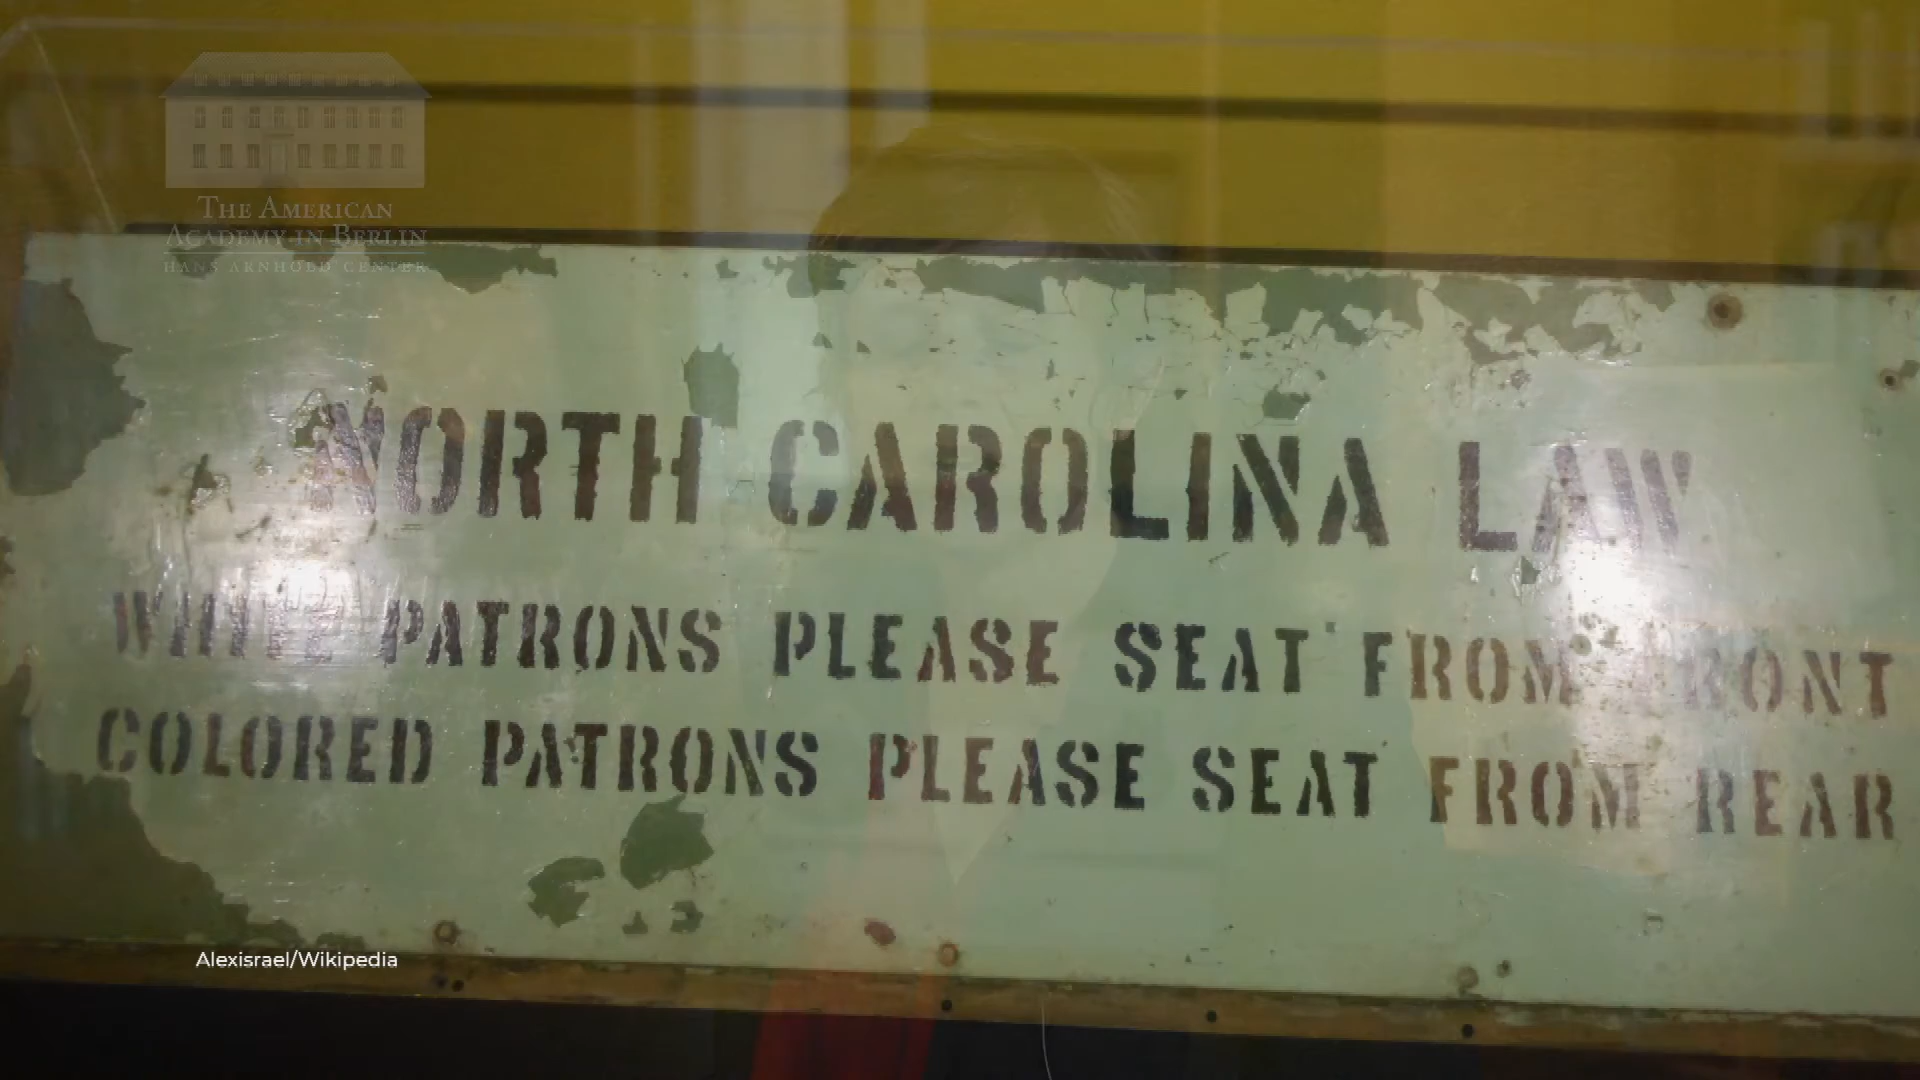 THE AMERICAN
ACADEMY IN BERLIN
HANS ARNHOLD CENTER
NORTH CAROLINA LAW
WHITE PATRONS PLEASE SEAT FROM FRONT
COLORED PATRONS PLEASE SEAT FROM REAR
Alexisrael/Wikipedia